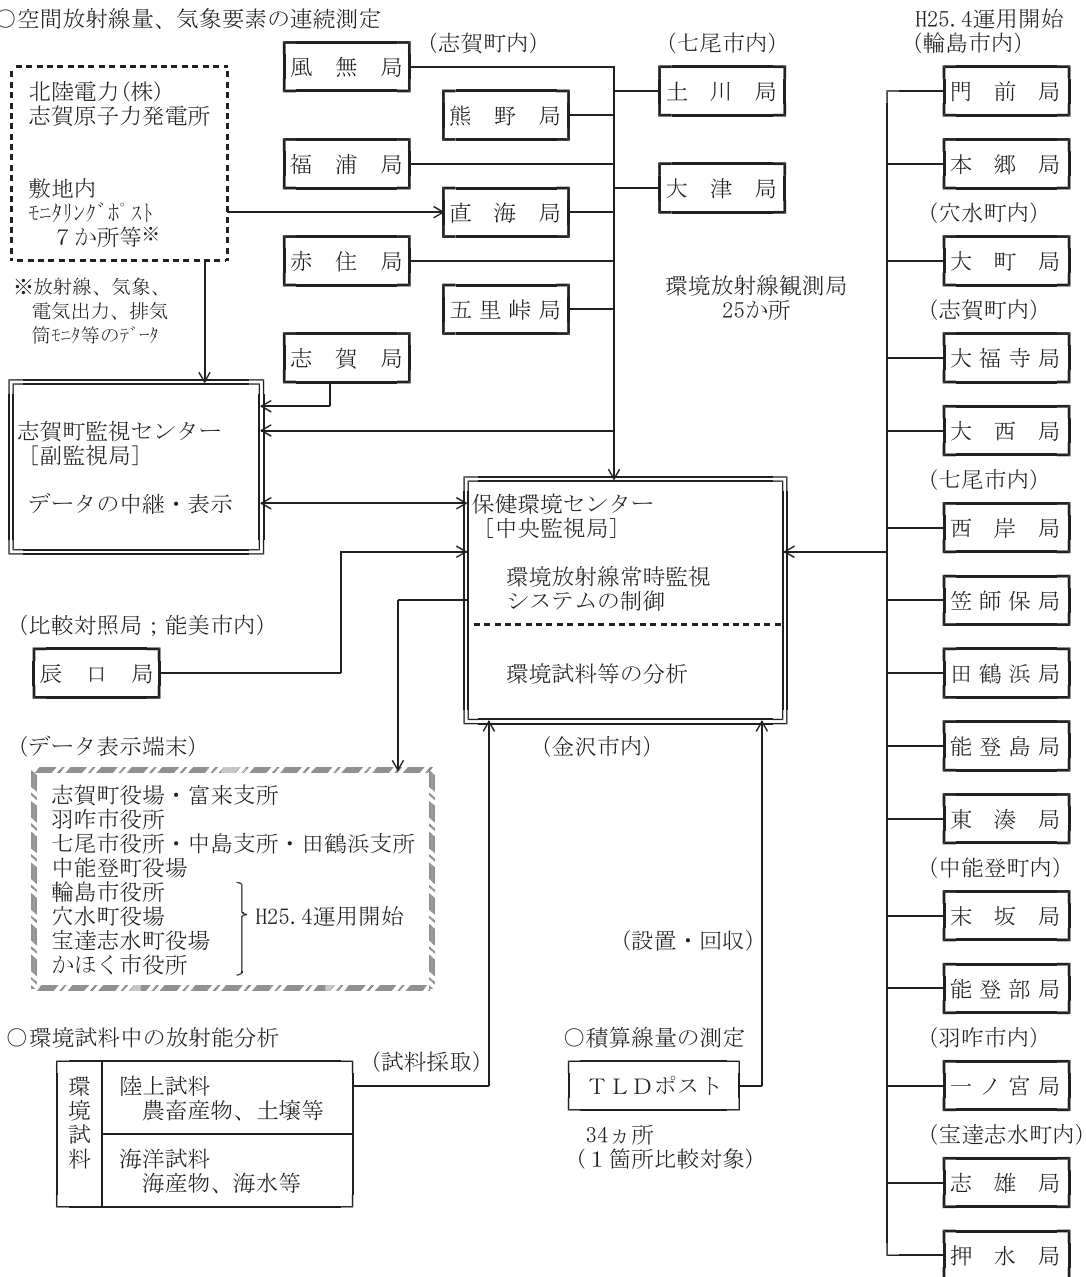 ○空間放射線量、気象要素の連続測定
北陸電力(株)
志賀原子力発電所
敷地内
ﾓﾆﾀﾘﾝｸﾞﾎﾟｽﾄ
７か所等※
※放射線、気象、
電気出力、排気
筒ﾓﾆﾀ等のﾃﾞｰﾀ
(志賀町内)
風無局
熊野局
福浦局
直海局
赤住局
五里峠局
志賀局
(七尾市内)
土川局
大津局
環境放射線観測局
25か所
志賀町監視センター
[副監視局]
データの中継・表示
保健環境センター
[中央監視局]
環境放射線常時監視
システムの制御
環境試料等の分析
(金沢市内)
(比較対照局；能美市内)
辰口局
(データ表示端末)
志賀町役場・富来支所
羽咋市役所
七尾市役所・中島支所・田鶴浜支所
中能登町役場
輪島市役所
穴水町役場
宝達志水町役場
かほく市役所
H25.4運用開始
○環境試料中の放射能分析
環境試料
陸上試料
農畜産物、土壌等
海洋試料
海産物、海水等
(試料採取)
○積算線量の測定
ＴＬＤポスト
34ヵ所
(１箇所比較対象)
(設置・回収)
H25.4運用開始
(輪島市内)
門前局
本郷局
(穴水町内)
大町局
(志賀町内)
大福寺局
大西局
(七尾市内)
西岸局
笠師保局
田鶴浜局
能登島局
東湊局
(中能登町内)
末坂局
能登部局
(羽咋市内)
一ノ宮局
(宝達志水町内)
志雄局
押水局